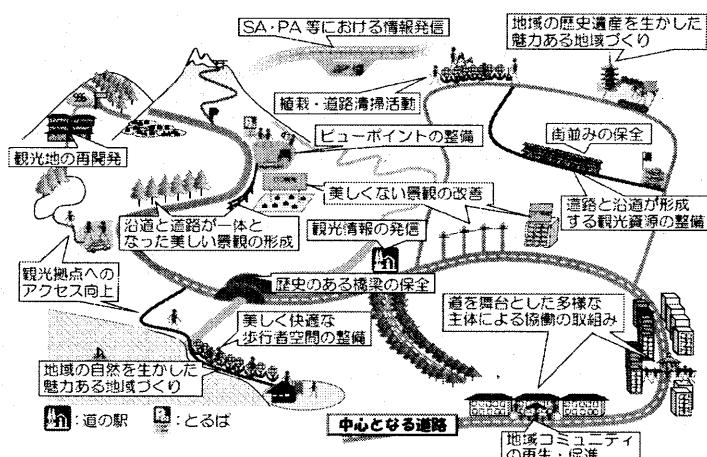 SA・PA 等における情報発信
地域の歴史遺産を生かした
魅力ある地域づくり
植栽・道路清掃活動
ビューポイントの整備
街並みの保全
観光地の再開発
美しくない景観の改善
沿道と道路が一体と
なった美しい景観の形成
観光情報の発信
道路と沿道が形成
する観光資源の整備
観光拠点への
アクセス向上
歴史のある橋梁の保全
道を舞台とした多様な
主体による協働の取組み
美しく快適な
歩行者空間の整備
地域の自然を生かした
魅力ある地域づくり
:道の駅
:とるぱ
中心となる道路
地域コミュニティ
の再生・促進